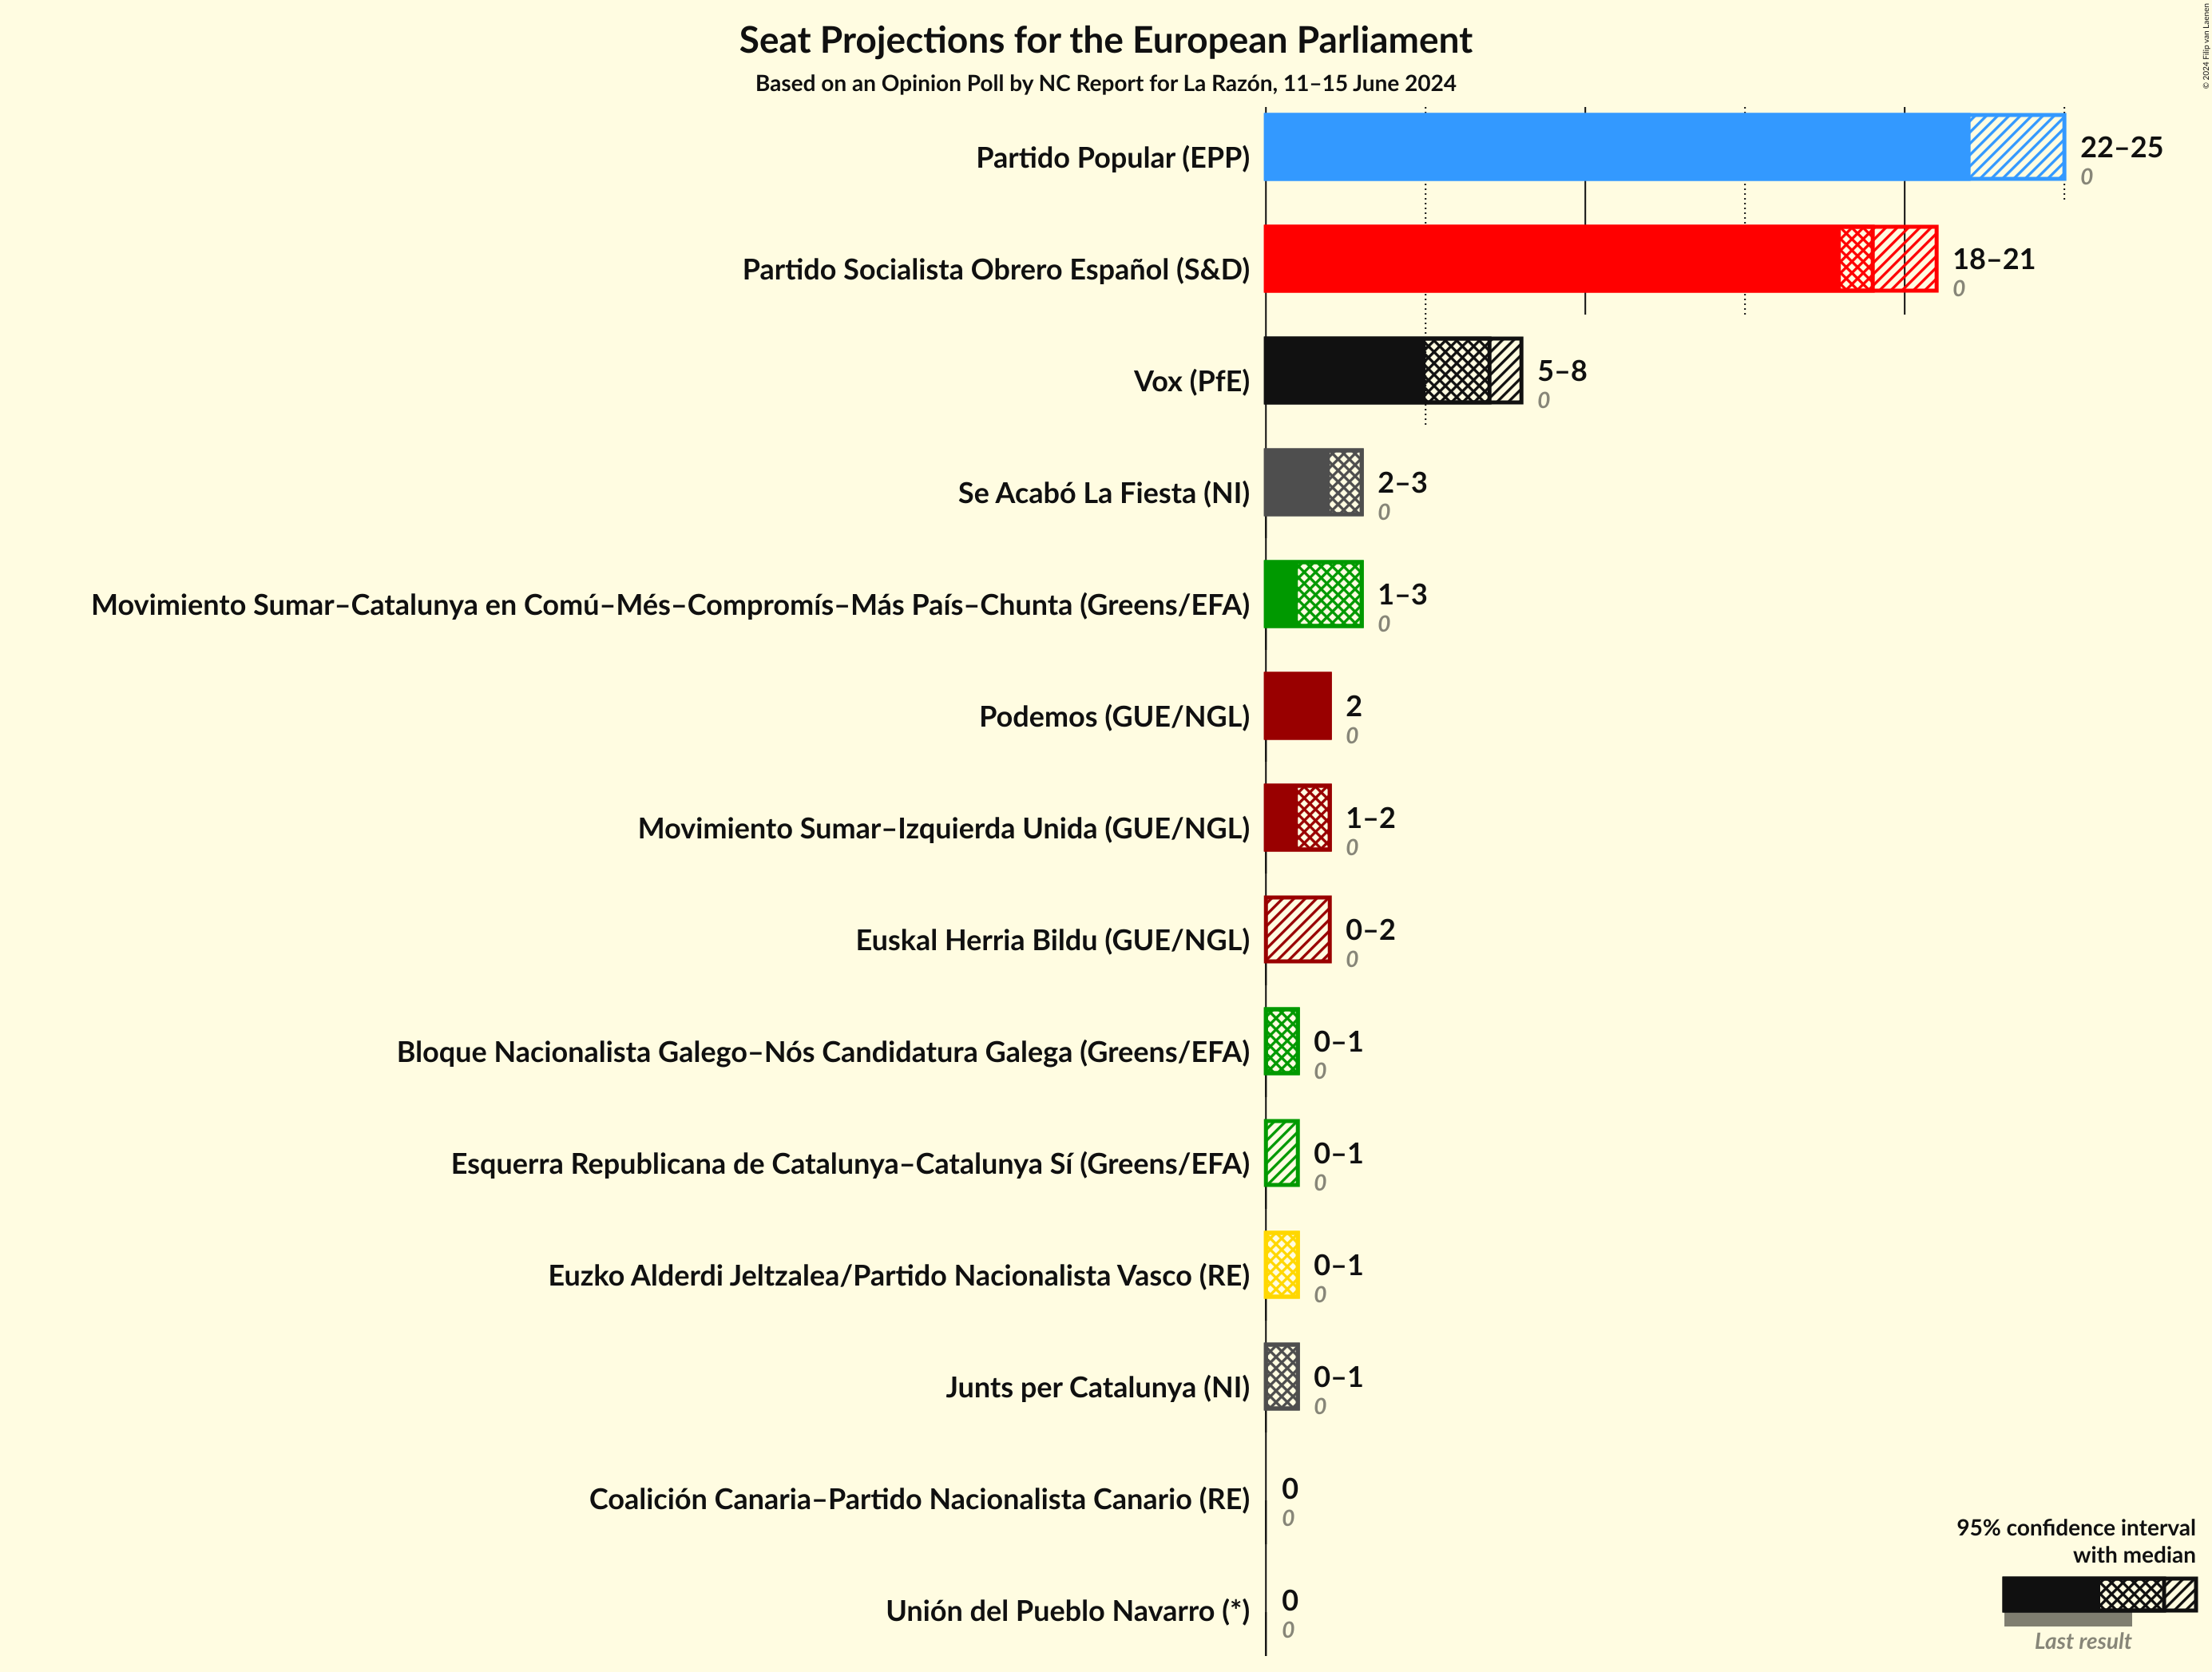 Seat Projections for the European Parliament
Based on an Opinion Poll by NC Report for La Razón, 11–15 June 2024
© 2024 Filip van Laenen
Partido Popular (EPP)
22–25
0
Partido Socialista Obrero Español (S&D)
18–21
0
Vox (PfE)
5–8
0
Se Acabó La Fiesta (NI)
2–3
0
Movimiento Sumar–Catalunya en Comú–Més–Compromís–Más País–Chunta (Greens/EFA)
1–3
0
Podemos (GUE/NGL)
2
0
Movimiento Sumar–Izquierda Unida (GUE/NGL)
1–2
0
Euskal Herria Bildu (GUE/NGL)
0–2
0
Bloque Nacionalista Galego–Nós Candidatura Galega (Greens/EFA)
0–1
0
Esquerra Republicana de Catalunya–Catalunya Sí (Greens/EFA)
0–1
0
Euzko Alderdi Jeltzalea/Partido Nacionalista Vasco (RE)
0–1
0
Junts per Catalunya (NI)
0–1
0
Coalición Canaria–Partido Nacionalista Canario (RE)
0
0
Unión del Pueblo Navarro (*)
0
0
95% confidence interval
with median
Last result